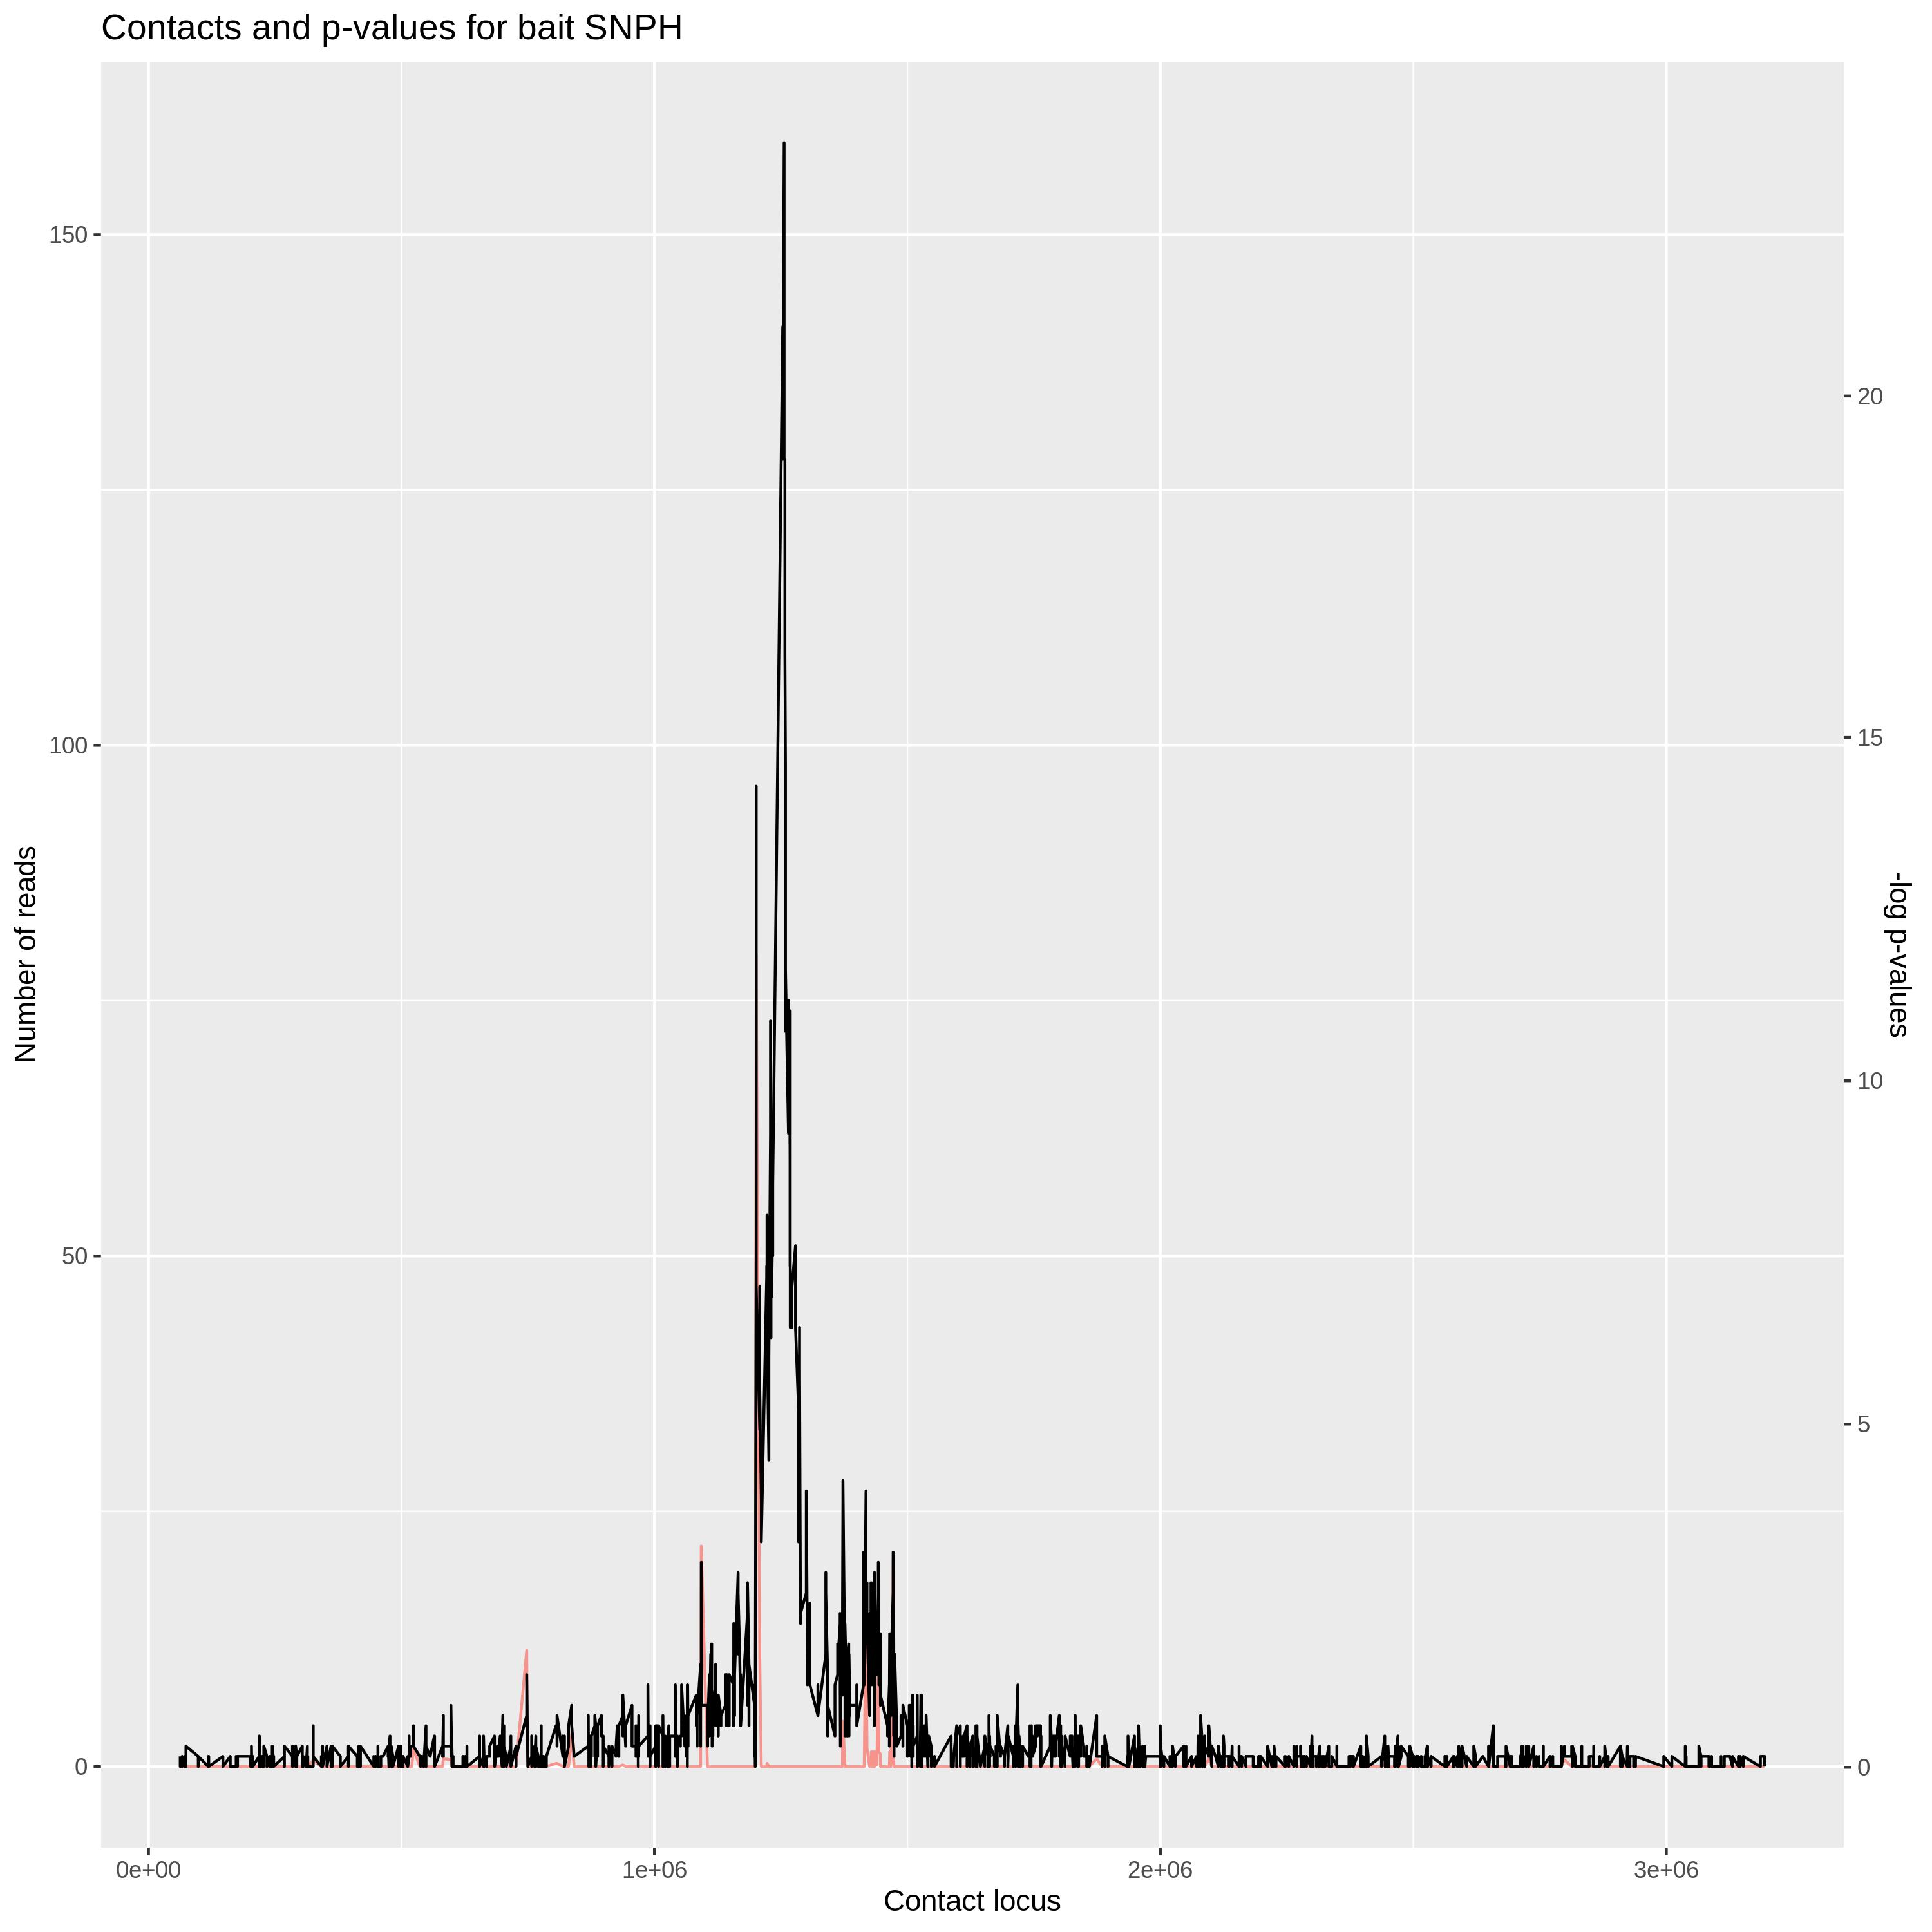 Contacts and p-values for bait SNPH
150
100
50
0
Number of reads
20
15
10
5
0
-log p-values
0e+00
1e+06
2e+06
3e+06
Contact locus